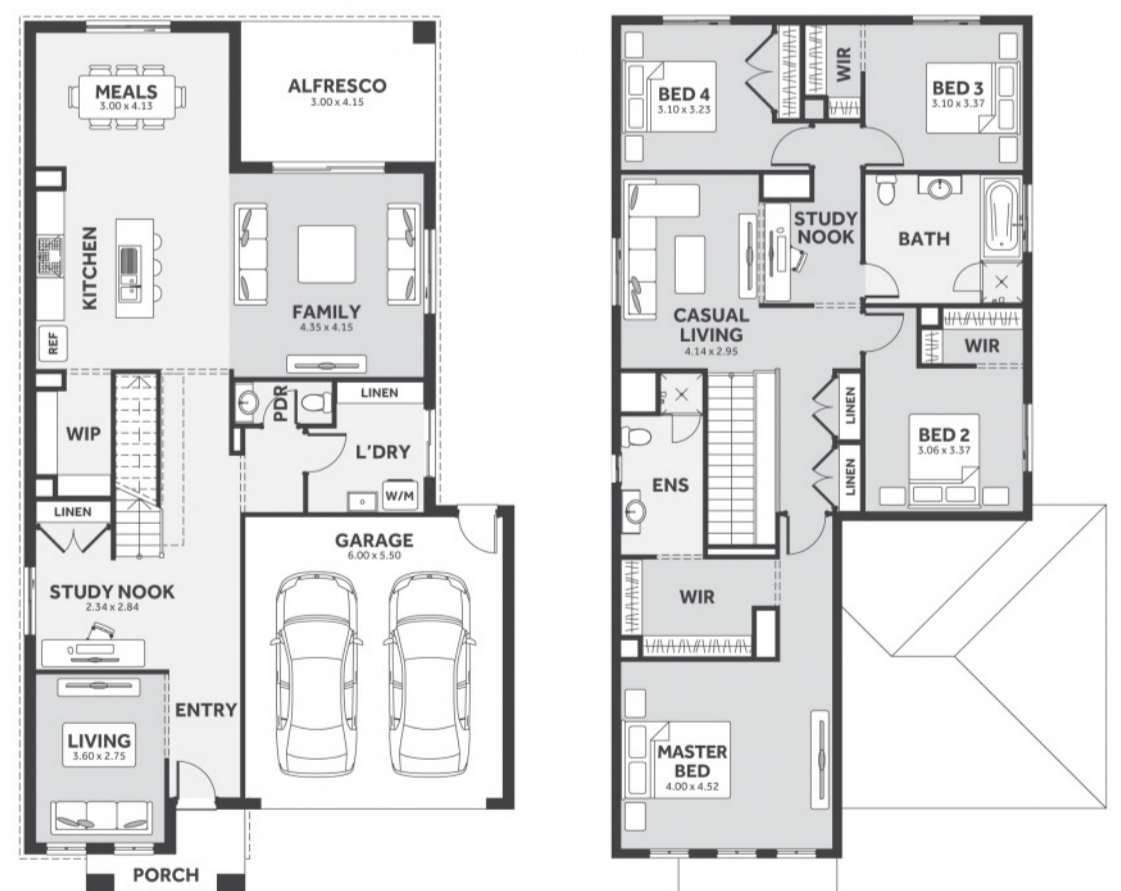 MEALS
3.00 x 4.13
ALFRESCO
3.00 x 4.15
KITCHEN
FAMILY
4.35 x 4.15
REF
WIP
PDR
LINEN
L'DRY
W/M
LINEN
GARAGE
6.00 x 5.50
STUDY NOOK
2.34 x 2.84
ENTRY
LIVING
3.60 x 2.75
PORCH
BED 4
3.10 x 3.23
WIR
BED 3
3.10 x 3.37
STUDY
NOOK
BATH
CASUAL
LIVING
4.14 x 2.95
WIR
LINEN
BED 2
3.06 x 3.37
LINEN
ENS
WIR
MASTER
BED
4.00 x 4.52